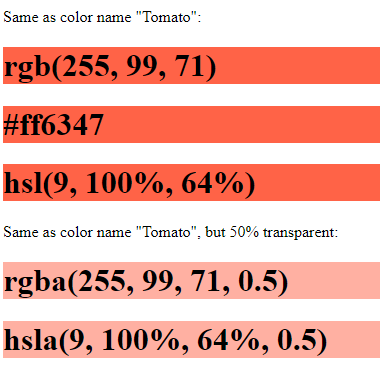 Same as color name "Tomato":
rgb(255, 99, 71)
#ff6347
hsl(9, 100%, 64%)
Same as color name "Tomato", but 50% transparent:
rgba(255, 99, 71, 0.5)
hsla(9, 100%, 64%, 0.5)